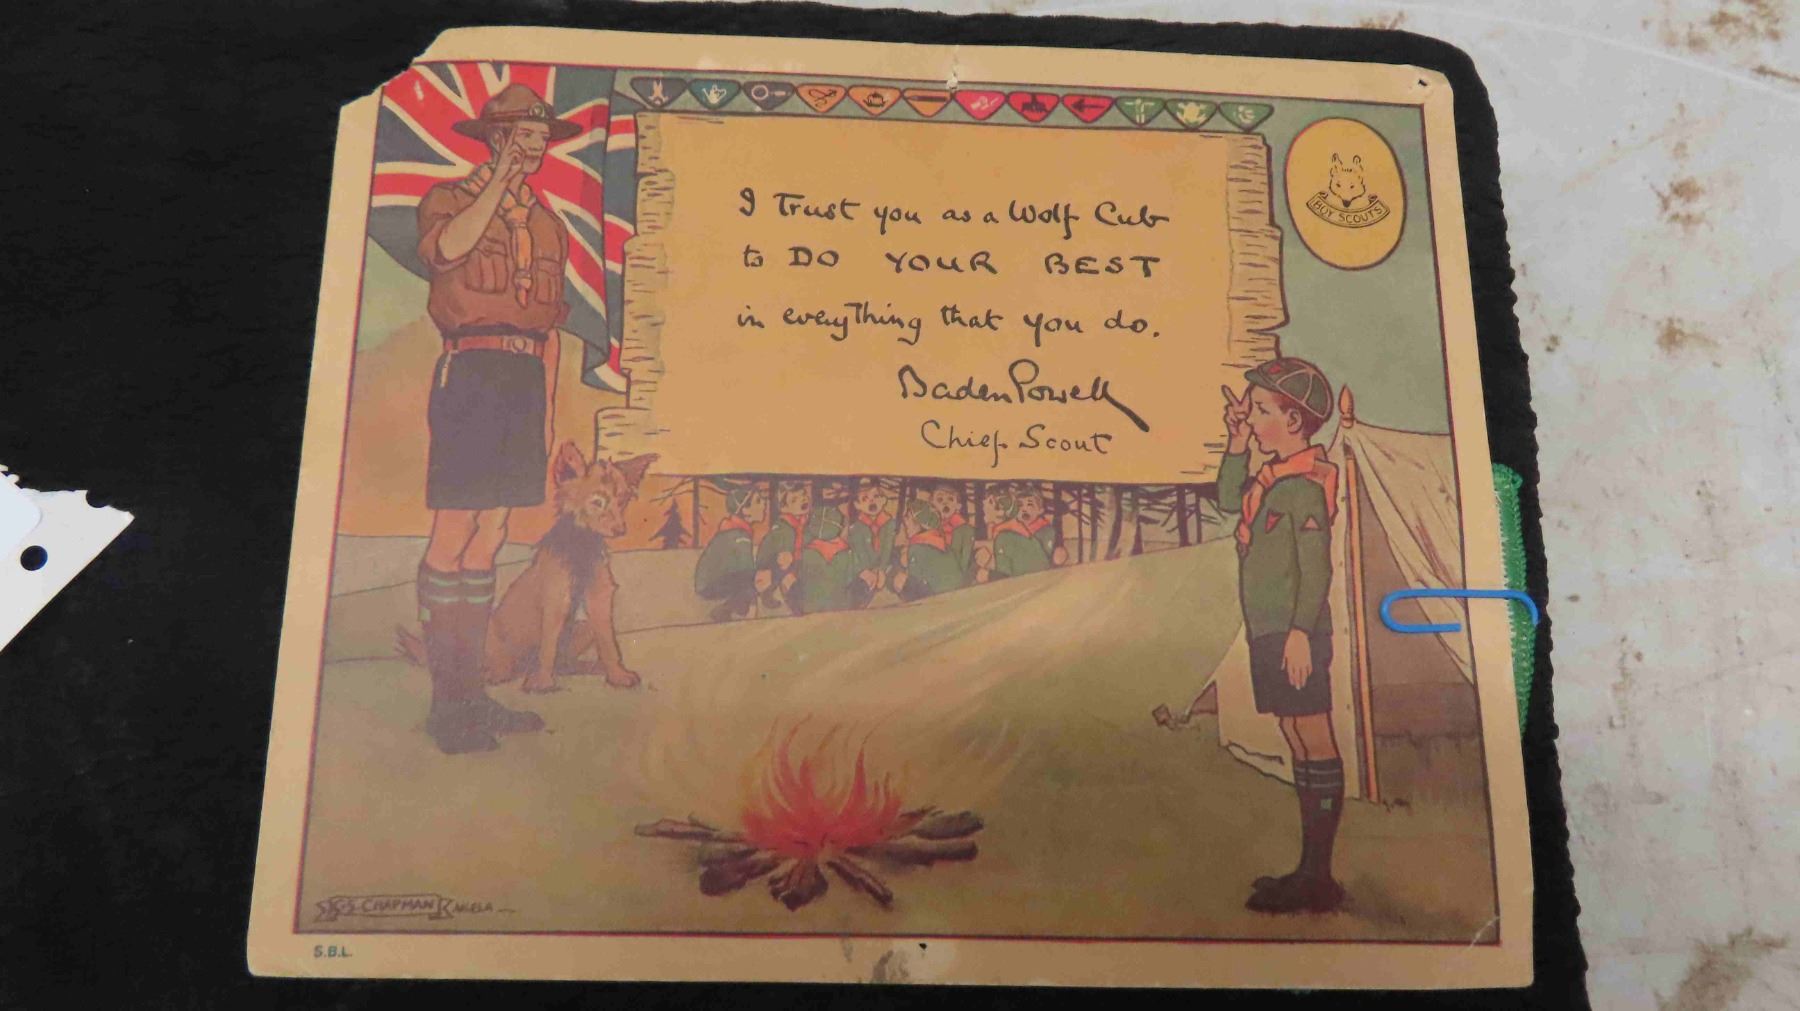 I Trust you as a Wolf Cub
to DO YOUR BEST
in everything that you do.
Baden Powell
Chief Scout
BOY SCOUTS
CHAPMAN
S.B.L.